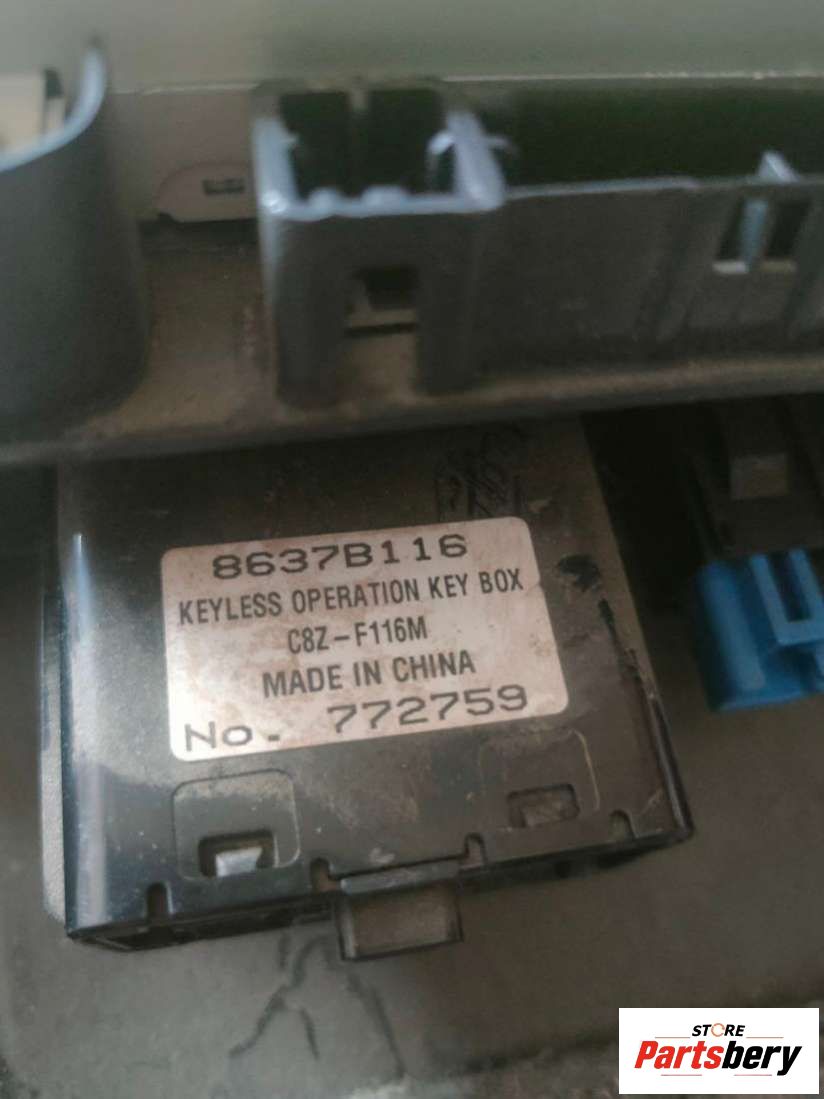 8637B116
KEYLESS OPERATION KEY BOX
C8Z-F116M
MADE IN CHINA
No. 772759
STORE
Partsbery